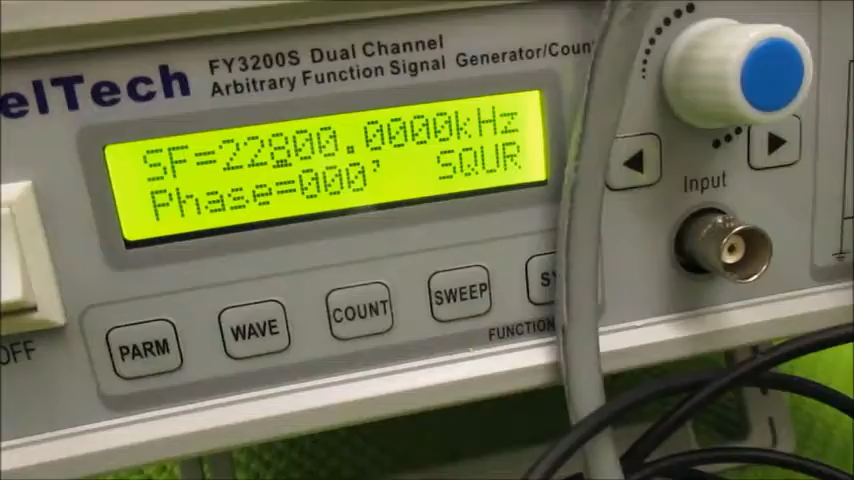 elTech
FY3200S Dual Channel
Arbitrary Function Signal Generator/Coun
SF=22800.0000kHz
Phase=000' SQUR
Input
PARM
WAVE
COUNT
SWEEP
SY
FUNCTION
OFF